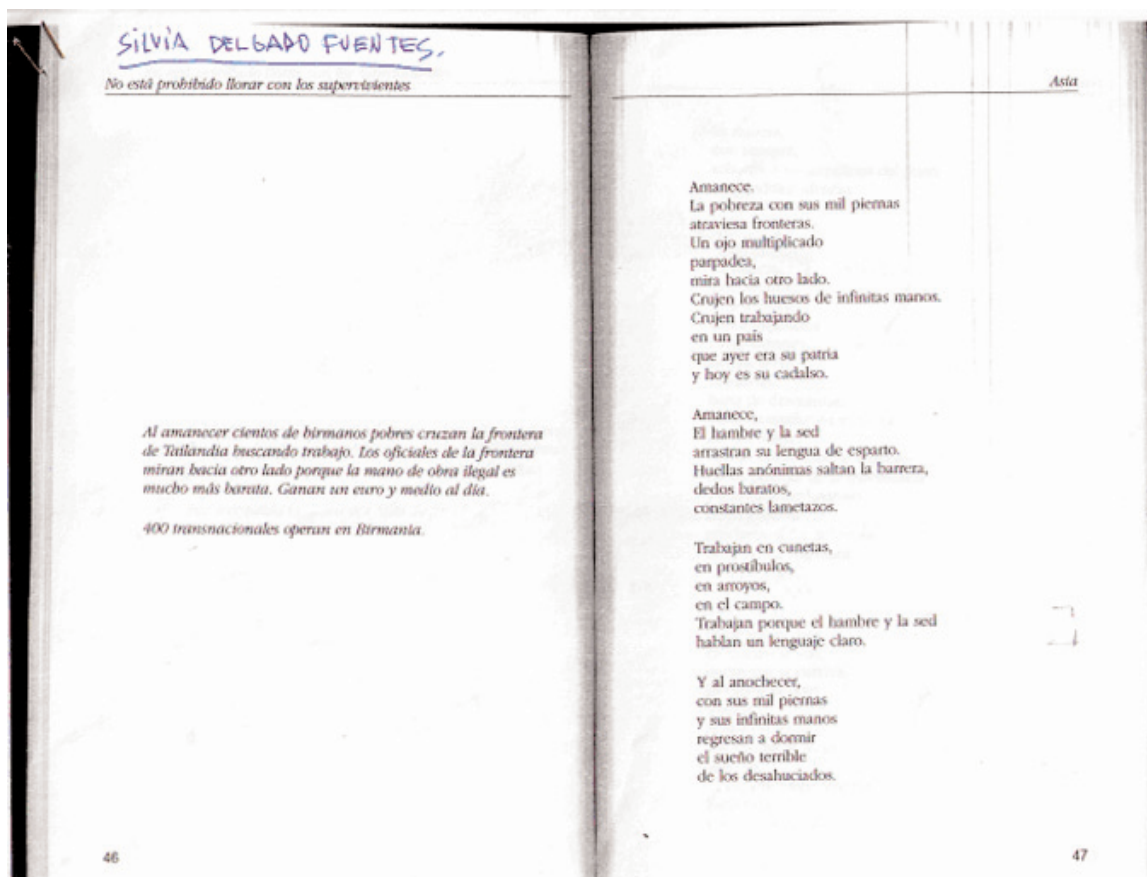 SILVIA DELGADO FUENTES.
No está prohibido llorar con los supervivientes
Al amanecer cientos de birmanos pobres cruzan la frontera
de Tailandia buscando trabajo. Los oficiales de la frontera
miran hacia otro lado porque la mano de obra ilegal es
mucho más barata. Ganan un euro y medio al día.
400 transnacionales operan en Birmania.
46
Asia
Amanece.
La pobreza con sus mil piernas
atraviesa fronteras.
Un ojo multiplicado
parpadea,
mira hacia otro lado.
Crujen los huesos de infinitas manos.
Crujen trabajando
en un país
que ayer era su patria
y hoy es su cadalso.
Amanece,
El hambre y la sed
arrastran su lengua de esparto.
Huellas anónimas saltan la barrera,
dedos baratos,
constantes lametazos.
Trabajan en cunetas,
en prostíbulos,
en arroyos,
en el campo.
Trabajan porque el hambre y la sed
hablan un lenguaje claro.
Y al anochecer,
con sus mil piernas
y sus infinitas manos
regresan a dormir
el sueño terrible
de los desahuciados.
47